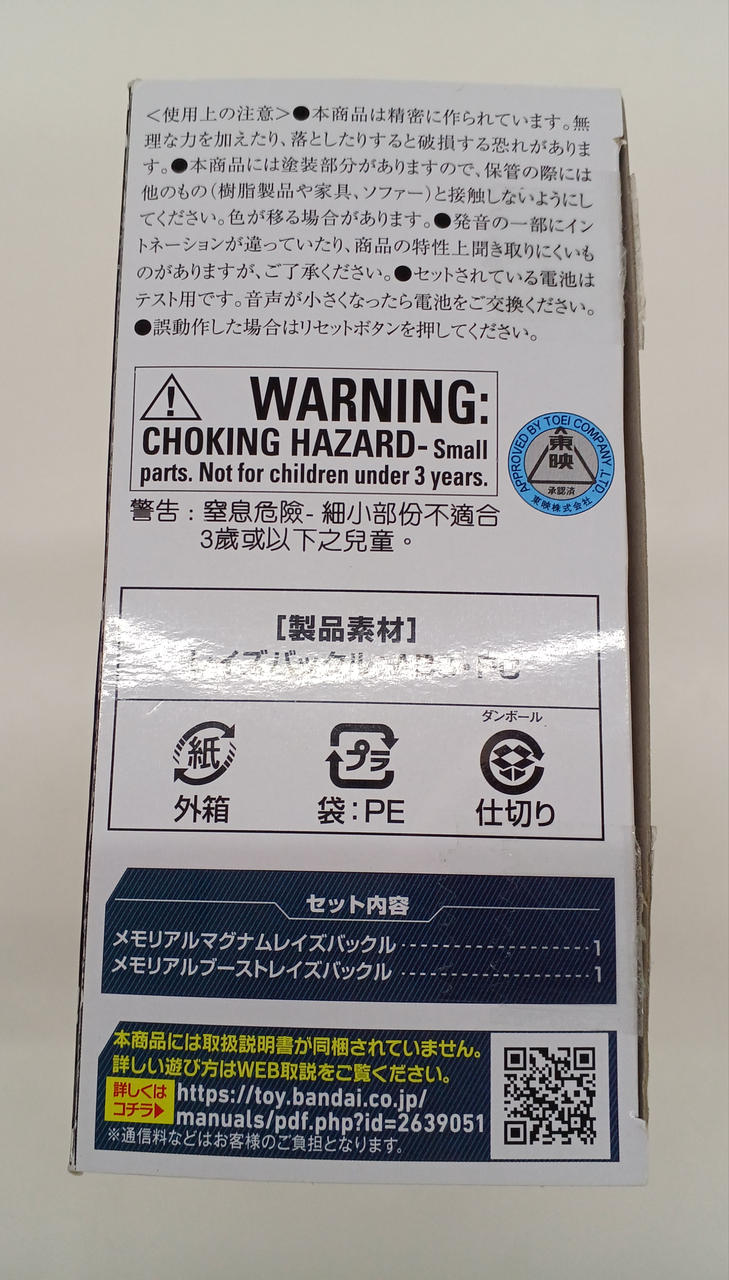 ＜使用上の注意＞●本商品は精密に作られています。無
理な力を加えたり、落としたりすると破損する恐れがありま
す。●本商品には塗装部分がありますので、保管の際には
他のもの（樹脂製品や家具、ソファー）と接触しないようにし
てください。色が移る場合があります。●発音の一部にイン
トネーションが違っていたり、商品の特性上聞き取りにくいも
のがありますが、ご了承ください。●セットされている電池は
テスト用です。音声が小さくなったら電池をご交換ください。
●誤動作した場合はリセットボタンを押してください。
WARNING:
CHOKING HAZARD- Small
parts. Not for children under 3 years.
APPROVED BY TOEI COMPANY, LTD.
東映
承認済
東映株式会社
警告：窒息危險- 細小部份不適合
3歲或以下之兒童。
[製品素材]
レイズバックル
紙
外箱
プラ
袋：PE
ダンボール
仕切り
セット内容
メモリアルマグナムレイズバックル‥‥‥‥‥‥‥‥1
メモリアルブーストレイズバックル‥‥‥‥‥‥‥‥1
本商品には取扱説明書が同梱されていません。
詳しい遊び方はWEB取説をご覧ください。
詳しくは
コチラ▶
https://toy.bandai.co.jp/
manuals/pdf.php?id=2639051
※通信料などはお客様のご負担となります。